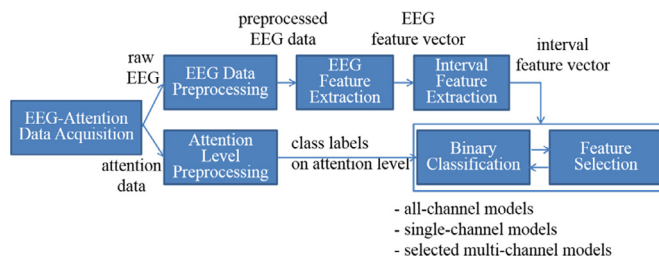 preprocessed
EEG data
EEG
feature vector
interval
feature vector
raw
EEG
EEG Data
Preprocessing
EEG
Feature
Extraction
Interval
Feature
Extraction
EEG-Attention
Data Acquisition
attention
data
Attention
Level
Preprocessing
class labels
on attention level
Binary
Classification
Feature
Selection
- all-channel models
- single-channel models
- selected multi-channel models